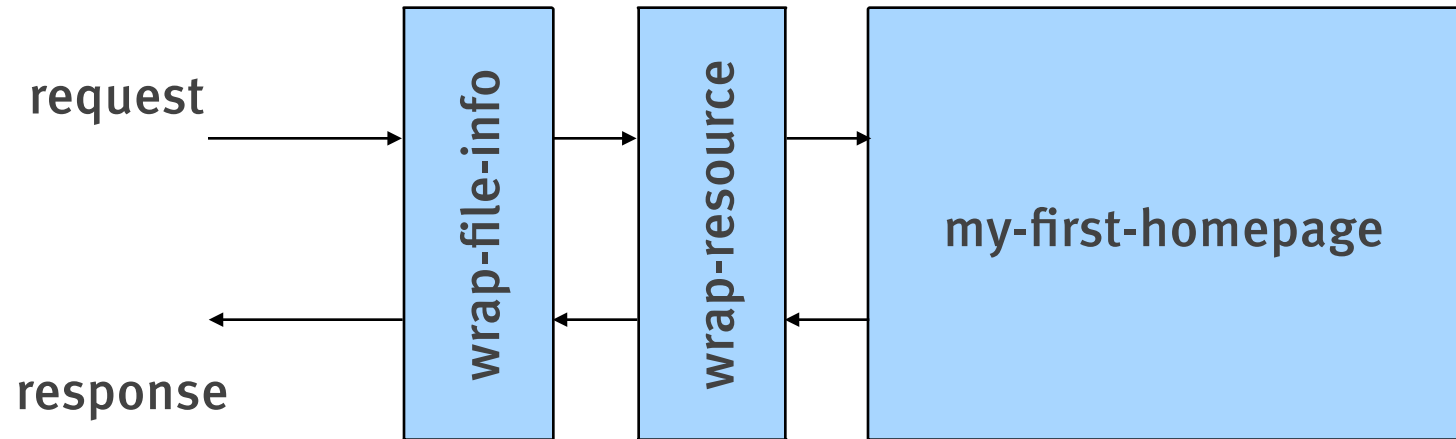 request
wrap-file-info
wrap-resource
my-first-homepage
response